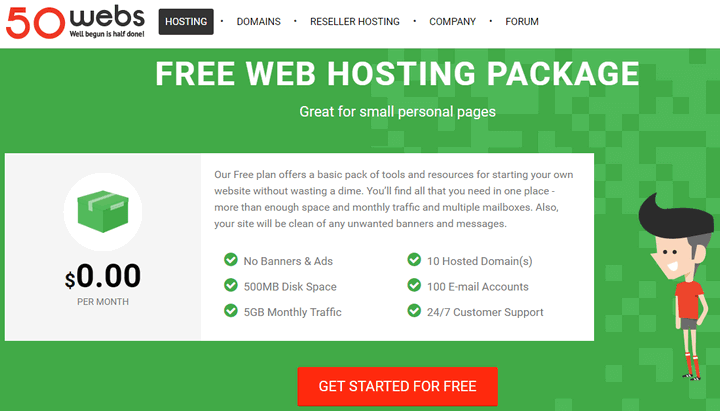 50webs
Well begun is half done!
HOSTING • DOMAINS • RESELLER HOSTING • COMPANY • FORUM
FREE WEB HOSTING PACKAGE
Great for small personal pages
$0.00
PER MONTH
Our Free plan offers a basic pack of tools and resources for starting your own
website without wasting a dime. You'll find all that you need in one place -
more than enough space and monthly traffic and multiple mailboxes. Also,
your site will be clean of any unwanted banners and messages.
No Banners & Ads
10 Hosted Domain(s)
500MB Disk Space
100 E-mail Accounts
5GB Monthly Traffic
24/7 Customer Support
GET STARTED FOR FREE